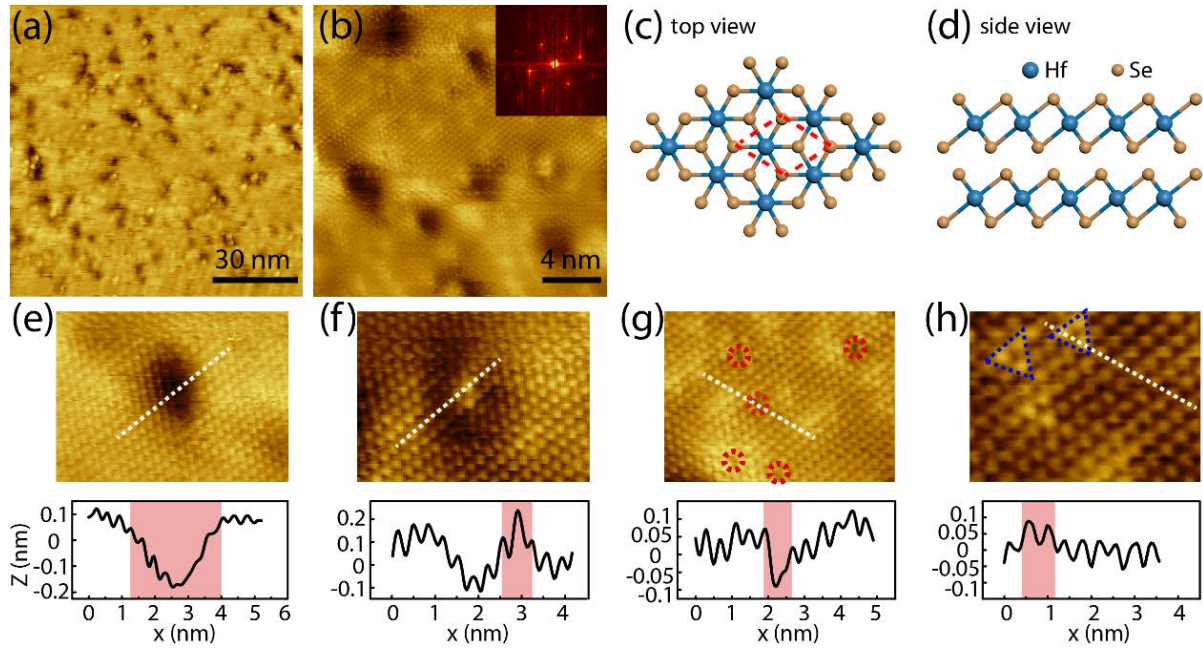 (a)
30 nm
(b)
4 nm
(c) top view
(d) side view
Hf
Se
(e)
(f)
(g)
(h)
Z (nm)
0.1
0
-0.1
-0.2
0 1 2 3 4 5 6
x (nm)
0.2
0.1
0
-0.1
0 1 2 3 4
x (nm)
0.1
0.05
0
-0.05
-0.1
0 1 2 3 4 5
x (nm)
0.1
0.05
0
-0.05
-0.1
0 1 2 3 4
x (nm)